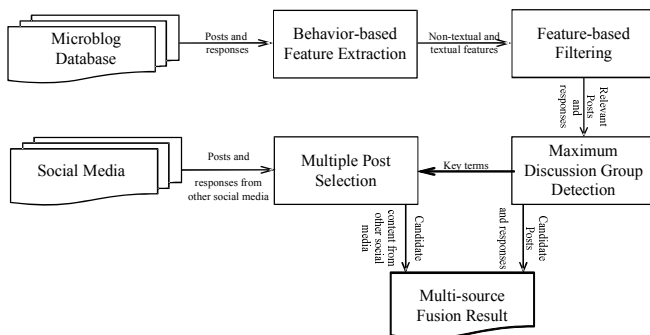 Microblog
Database
Posts and
responses
Behavior-based
Feature Extraction
Non-textual and
textual features
Feature-based
Filtering
Relevant
Posts
and
responses
Social Media
Posts and
responses from
other social media
Multiple Post
Selection
Key terms
Maximum
Discussion Group
Detection
Candidate
content from
other social
media
Candidate
Posts
and responses
Multi-source
Fusion Result